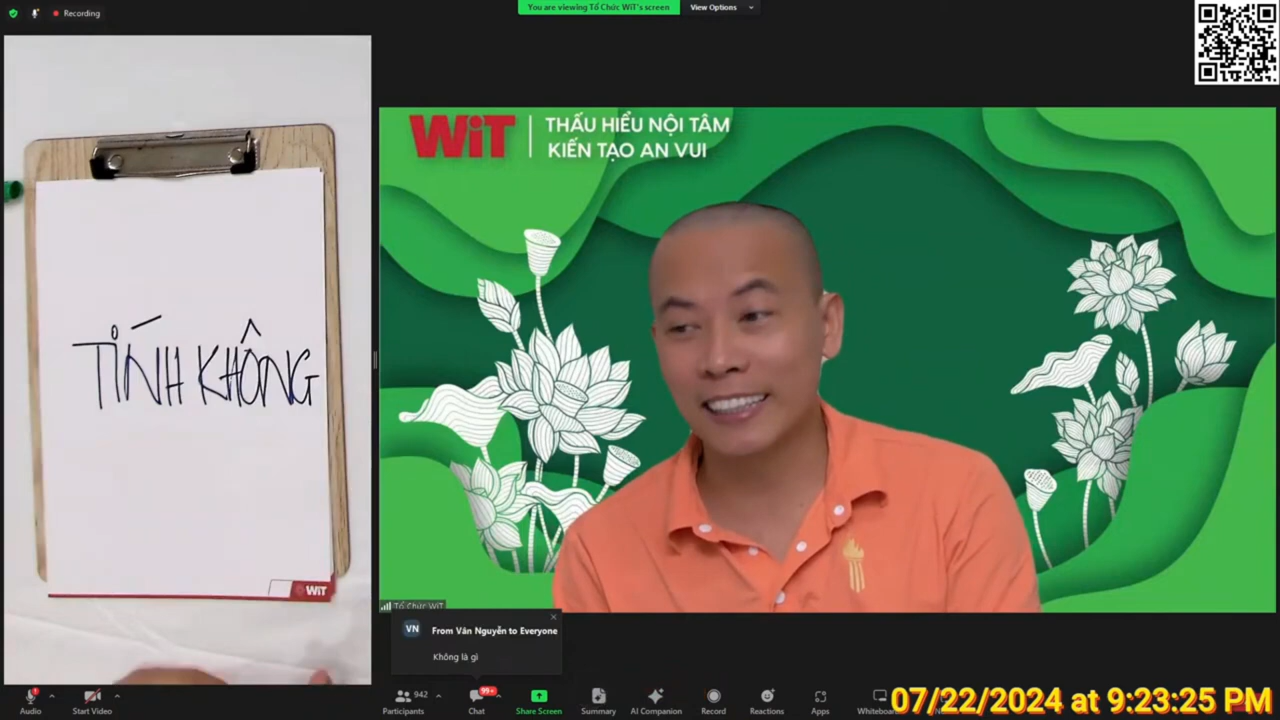 Recording
You are viewing Tổ Chức WiT's screen
View Options
WiT
THẤU HIỂU NỘI TÂM
KIẾN TẠO AN VUI
TỈNH KHÔNG
WiT
Tổ Chức WiT
VN
From Vân Nguyễn to Everyone
Không là gì
Audio
Start Video
942
Participants
99+
Chat
Share Screen
Summary
AI Companion
Record
Reactions
Apps
Whiteboards
07/22/2024 at 9:23:25 PM